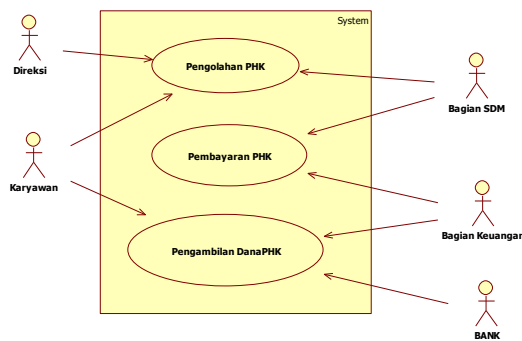 System
Direksi
Pengolahan PHK
Bagian SDM
Karyawan
Pembayaran PHK
Bagian Keuangan
Pengambilan DanaPHK
BANK